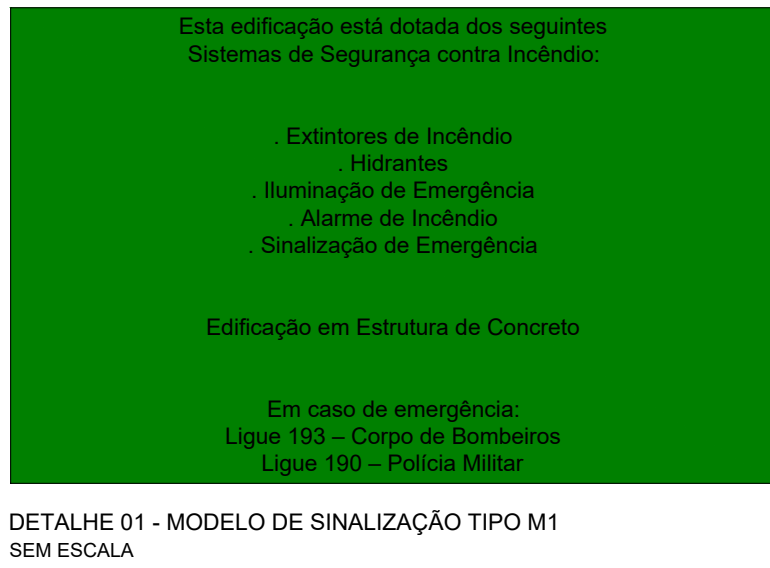 Esta edificação está dotada dos seguintes
Sistemas de Segurança contra Incêndio:
. Extintores de Incêndio
. Hidrantes
. Iluminação de Emergência
. Alarme de Incêndio
. Sinalização de Emergência
Edificação em Estrutura de Concreto
Em caso de emergência:
Ligue 193 – Corpo de Bombeiros
Ligue 190 – Polícia Militar
DETALHE 01 - MODELO DE SINALIZAÇÃO TIPO M1
SEM ESCALA